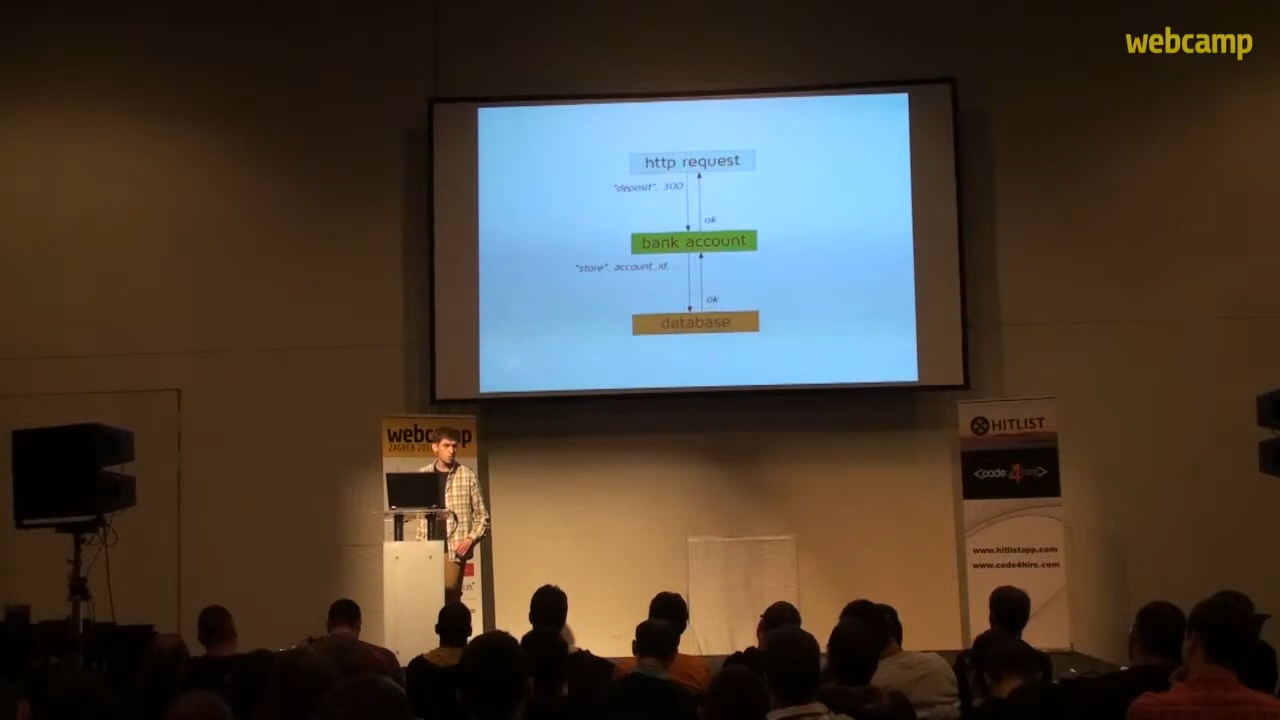 webcamp
http request
"deposit", 300
ok
bank account
"store", account_id, ...
ok
database
webcamp
HITLIST
<code4hire>
www.hitlistapp.com
www.code4hire.com